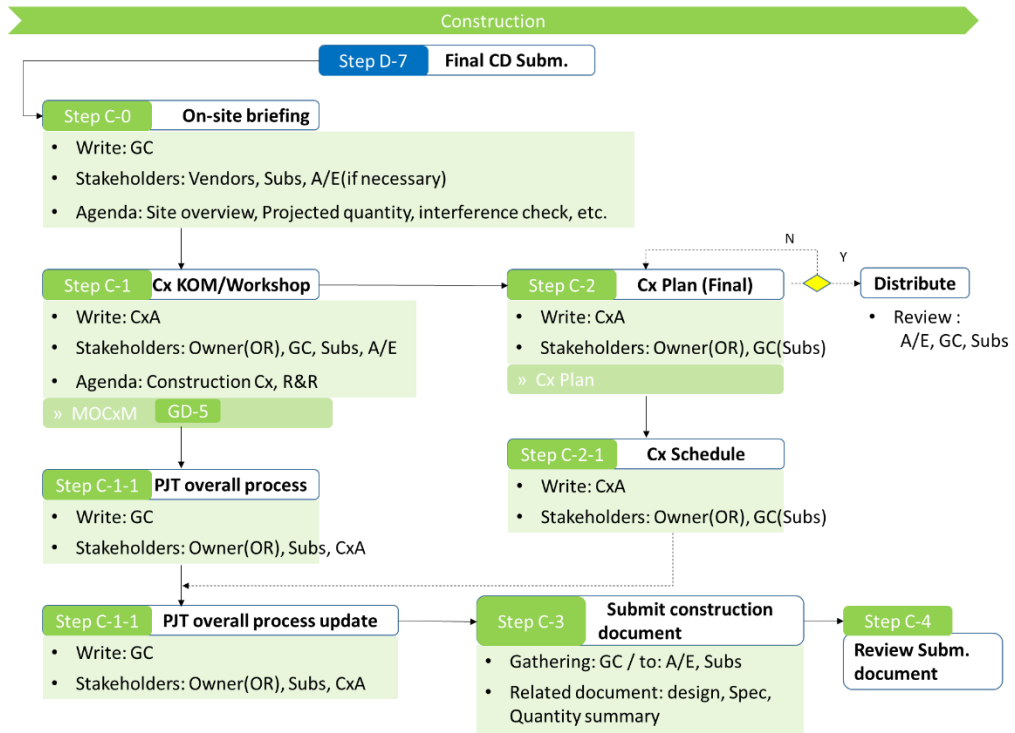 Construction
Step D-7 Final CD Subm.
Step C-0 On-site briefing
• Write: GC
• Stakeholders: Vendors, Subs, A/E(if necessary)
• Agenda: Site overview, Projected quantity, interference check, etc.
Step C-1 Cx KOM/Workshop
• Write: CxA
• Stakeholders: Owner(OR), GC, Subs, A/E
• Agenda: Construction Cx, R&R
» MOCxM GD-5
Step C-2 Cx Plan (Final)
• Write: CxA
• Stakeholders: Owner(OR), GC(Subs)
» Cx Plan
N
Y
Distribute
• Review :
A/E, GC, Subs
Step C-1-1 PJT overall process
• Write: GC
• Stakeholders: Owner(OR), Subs, CxA
Step C-2-1 Cx Schedule
• Write: CxA
• Stakeholders: Owner(OR), GC(Subs)
Step C-1-1 PJT overall process update
• Write: GC
• Stakeholders: Owner(OR), Subs, CxA
Step C-3 Submit construction
document
• Gathering: GC / to: A/E, Subs
• Related document: design, Spec,
Quantity summary
Step C-4
Review Subm.
document